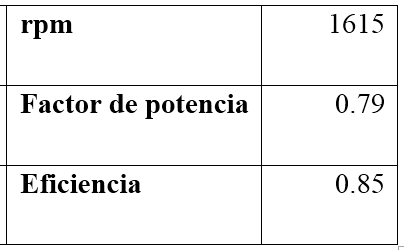 rpm 1615
Factor de potencia 0.79
Eficiencia 0.85